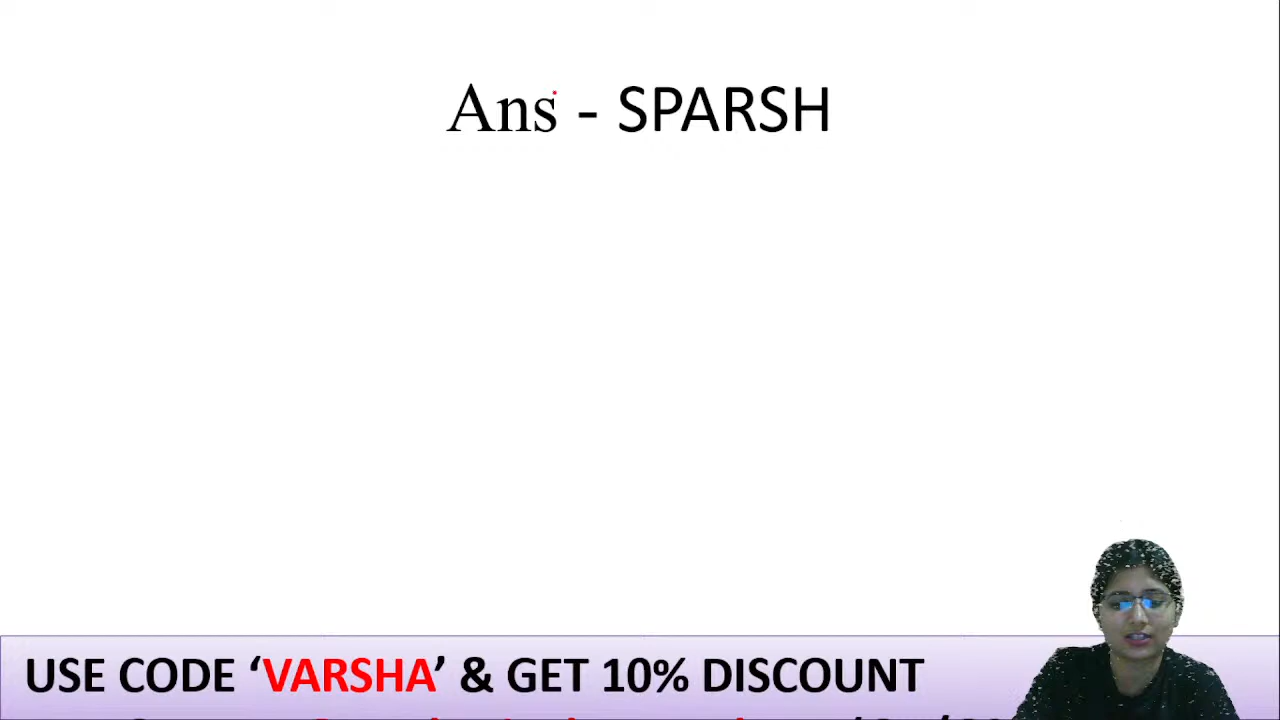 Ans - SPARSH
USE CODE ‘VARSHA’ & GET 10% DISCOUNT